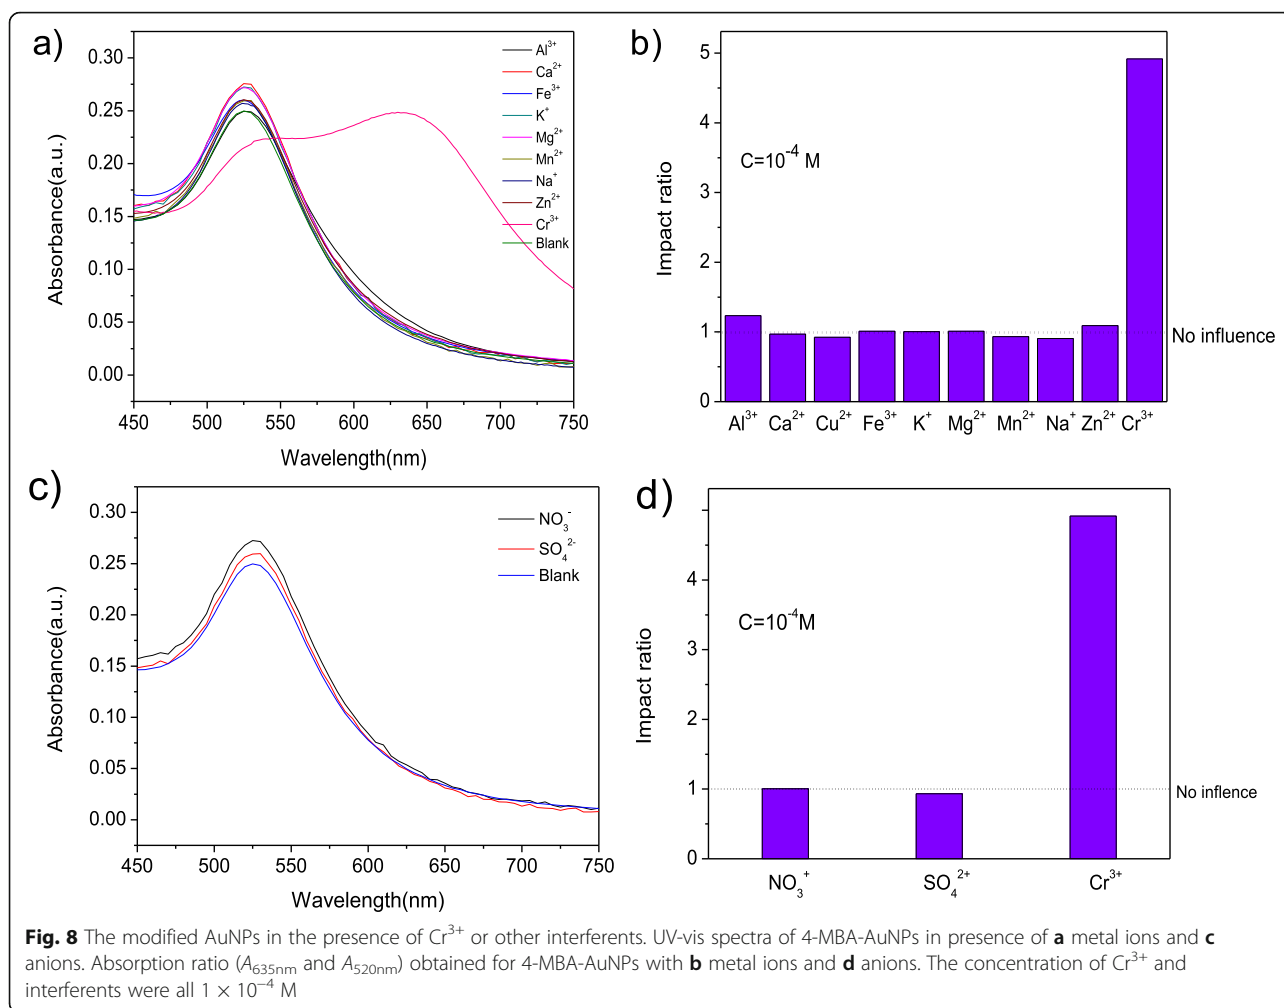 a)
0.30
0.25
0.20
0.15
0.10
0.05
0.00
Absorbance(a.u.)
450 500 550 600 650 700 750
Wavelength(nm)
Al³⁺
Ca²⁺
Fe³⁺
K⁺
Mg²⁺
Mn²⁺
Na⁺
Zn²⁺
Cr³⁺
Blank
b)
5
4
3
2
1
0
Impact ratio
C=10⁻⁴ M
No influence
Al³⁺ Ca²⁺ Cu²⁺ Fe³⁺ K⁺ Mg²⁺ Mn²⁺ Na⁺ Zn²⁺ Cr³⁺
c)
0.30
0.25
0.20
0.15
0.10
0.05
0.00
Absorbance(a.u.)
450 500 550 600 650 700 750
Wavelength(nm)
NO₃⁻
SO₄²⁻
Blank
d)
4
3
2
1
0
Impact ratio
C=10⁻⁴M
No inflence
NO₃⁺ SO₄²⁺ Cr³⁺
Fig. 8 The modified AuNPs in the presence of Cr³⁺ or other interferents. UV-vis spectra of 4-MBA-AuNPs in presence of a metal ions and c
anions. Absorption ratio (A₆₃₅ₙₘ and A₅₂₀ₙₘ) obtained for 4-MBA-AuNPs with b metal ions and d anions. The concentration of Cr³⁺ and
interferents were all 1 × 10⁻⁴ M